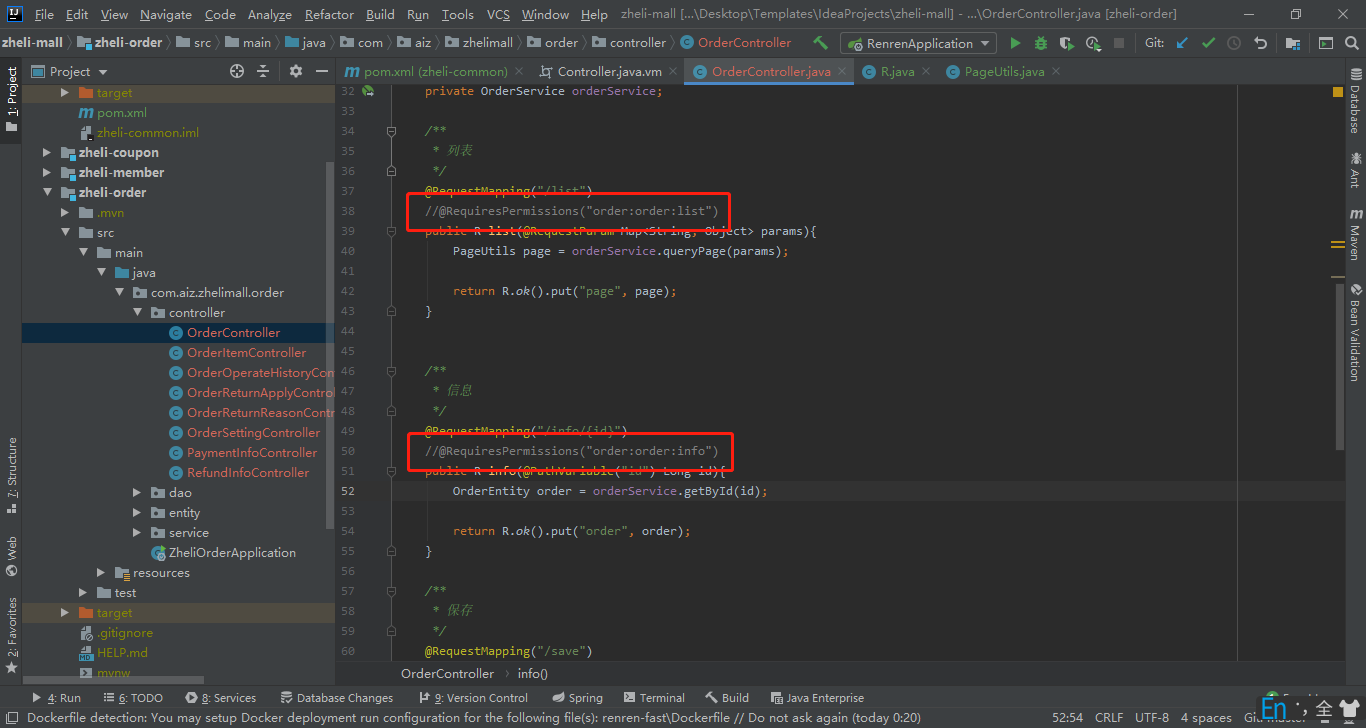 File Edit View Navigate Code Analyze Refactor Build Run Tools VCS Window Help zheli-mall [...\Desktop\Templates\IdeaProjects\zheli-mall] - ...\OrderController.java [zheli-order]
zheli-mall zheli-order src main java com aiz zhelimall order controller OrderController RenrenApplication Git:
Project
pom.xml (zheli-common) Controller.java.vm OrderController.java R.java PageUtils.java
1: Project
7: Structure
Web
2: Favorites
target
pom.xml
zheli-common.iml
zheli-coupon
zheli-member
zheli-order
.mvn
src
main
java
com.aiz.zhelimall.order
controller
OrderController
OrderItemController
OrderOperateHistoryCon
OrderReturnApplyControl
OrderReturnReasonContr
OrderSettingController
PaymentInfoController
RefundInfoController
dao
entity
service
ZheliOrderApplication
resources
test
target
.gitignore
HELP.md
mvnw
32 private OrderService orderService;
33
34 /**
35 * 列表
36 */
37 @RequestMapping("/list")
38 //@RequiresPermissions("order:order:list")
39 public R list(@RequestParam Map<String, Object> params){
40 PageUtils page = orderService.queryPage(params);
41
42 return R.ok().put("page", page);
43 }
44
45
46 /**
47 * 信息
48 */
49 @RequestMapping("/info/{id}")
50 //@RequiresPermissions("order:order:info")
51 public R info(@PathVariable("id") Long id){
52 OrderEntity order = orderService.getById(id);
53
54 return R.ok().put("order", order);
55 }
56
57 /**
58 * 保存
59 */
60 @RequestMapping("/save")
OrderController info()
Database
Ant
Maven
Bean Validation
4: Run 6: TODO 8: Services Database Changes 9: Version Control Spring Terminal Build Java Enterprise
Dockerfile detection: You may setup Docker deployment run configuration for the following file(s): renren-fast\Dockerfile // Do not ask again (today 0:20) 52:54 CRLF UTF-8 4 spaces
En 全